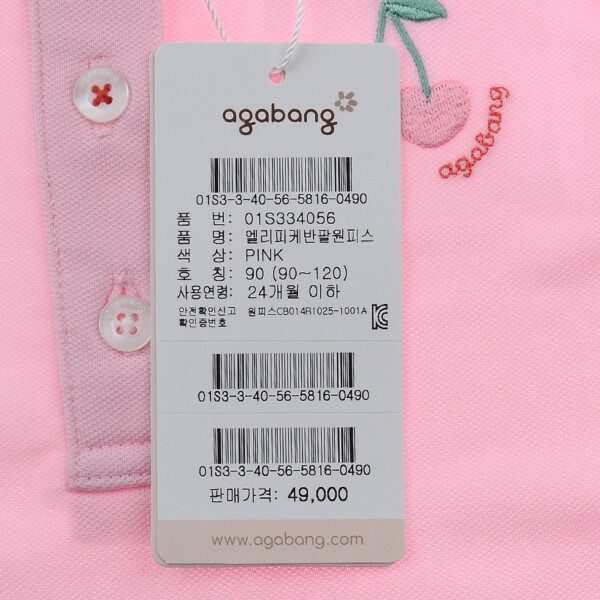 agabang
agabang
01S3-3-40-56-5816-0490
품 번: 01S334056
품 명: 엘리피케반팔원피스
색 상: PINK
호 칭: 90 (90~120)
사용연령: 24개월 이하
안전확인신고 원피스CB014R1025-1001A
확인증번호
01S3-3-40-56-5816-0490
01S3-3-40-56-5816-0490
판매가격: 49,000
www.agabang.com